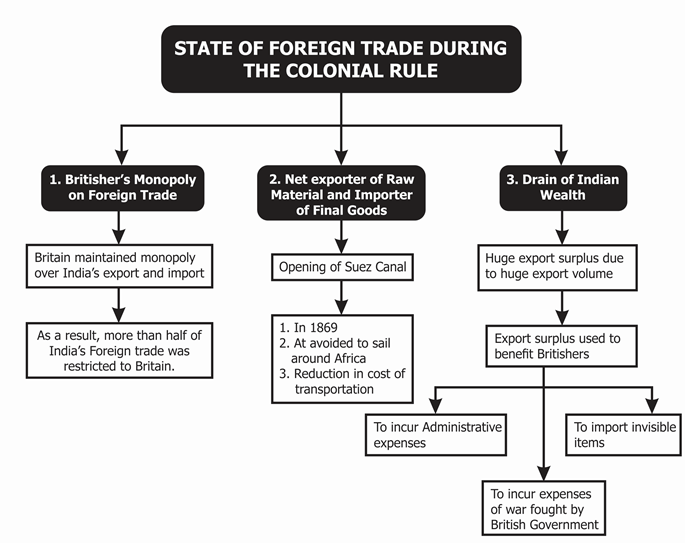 STATE OF FOREIGN TRADE DURING
THE COLONIAL RULE
1. Britisher's Monopoly
on Foreign Trade
2. Net exporter of Raw
Material and Importer
of Final Goods
3. Drain of Indian
Wealth
Britain maintained monopoly
over India's export and import
Opening of Suez Canal
Huge export surplus due
to huge export volume
As a result, more than half of
India's Foreign trade was
restricted to Britain.
1. In 1869
2. At avoided to sail
around Africa
3. Reduction in cost of
transportation
Export surplus used to
benefit Britishers
To incur Administrative
expenses
To import invisible
items
To incur expenses
of war fought by
British Government